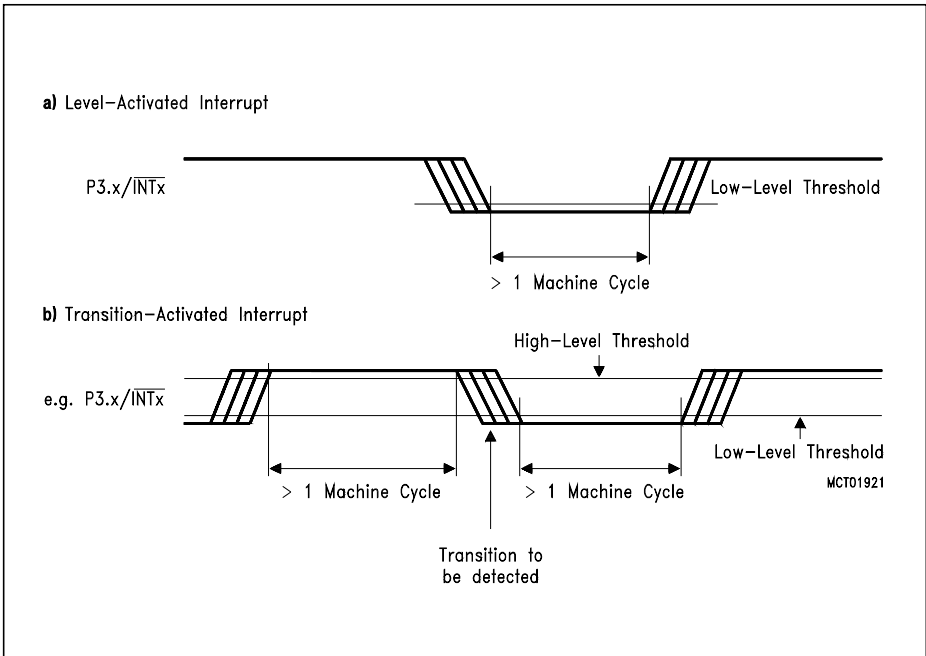 a) Level-Activated Interrupt
P3.x/INTx
Low-Level Threshold
> 1 Machine Cycle
b) Transition-Activated Interrupt
High-Level Threshold
e.g. P3.x/INTx
Low-Level Threshold
MCT01921
> 1 Machine Cycle
> 1 Machine Cycle
Transition to
be detected